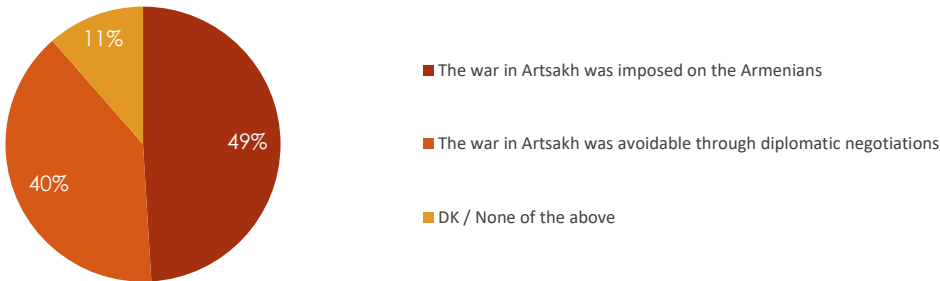 11%
49%
40%
The war in Artsakh was imposed on the Armenians
The war in Artsakh was avoidable through diplomatic negotiations
DK / None of the above